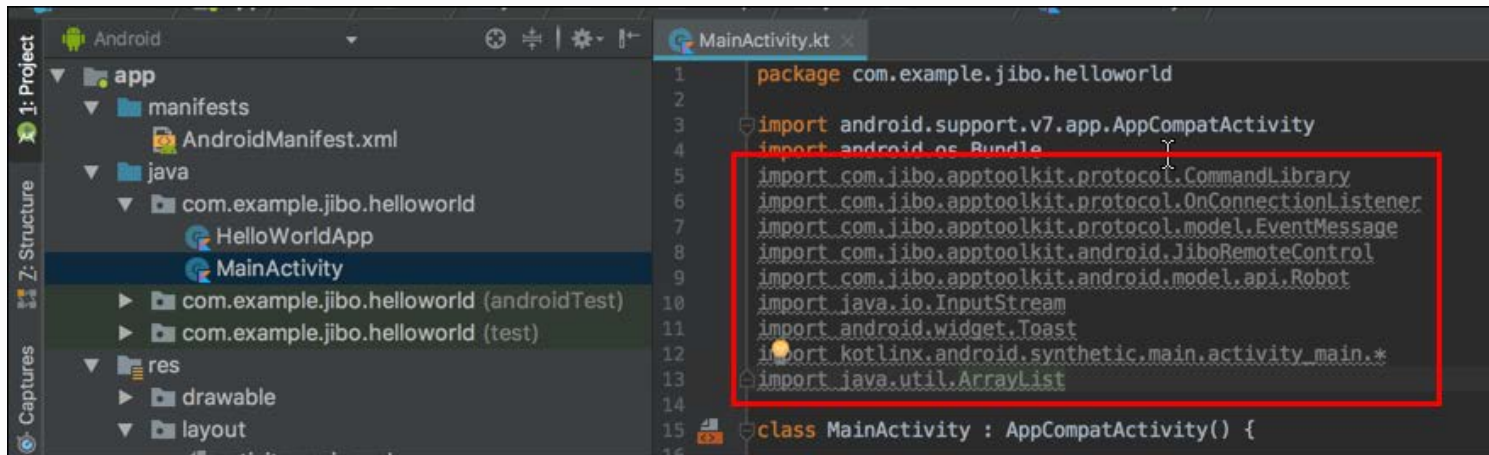 1: Project
Z: Structure
Captures
Android
app
manifests
AndroidManifest.xml
java
com.example.jibo.helloworld
HelloWorldApp
MainActivity
com.example.jibo.helloworld (androidTest)
com.example.jibo.helloworld (test)
res
drawable
layout
MainActivity.kt
1 package com.example.jibo.helloworld
2
3 import android.support.v7.app.AppCompatActivity
4 import android.os.Bundle
5 import com.jibo.apptoolkit.protocol.CommandLibrary
6 import com.jibo.apptoolkit.protocol.OnConnectionListener
7 import com.jibo.apptoolkit.protocol.model.EventMessage
8 import com.jibo.apptoolkit.android.JiboRemoteControl
9 import com.jibo.apptoolkit.android.model.api.Robot
10 import java.io.InputStream
11 import android.widget.Toast
12 import kotlinx.android.synthetic.main.activity_main.*
13 import java.util.ArrayList
14
15 class MainActivity : AppCompatActivity() {
16